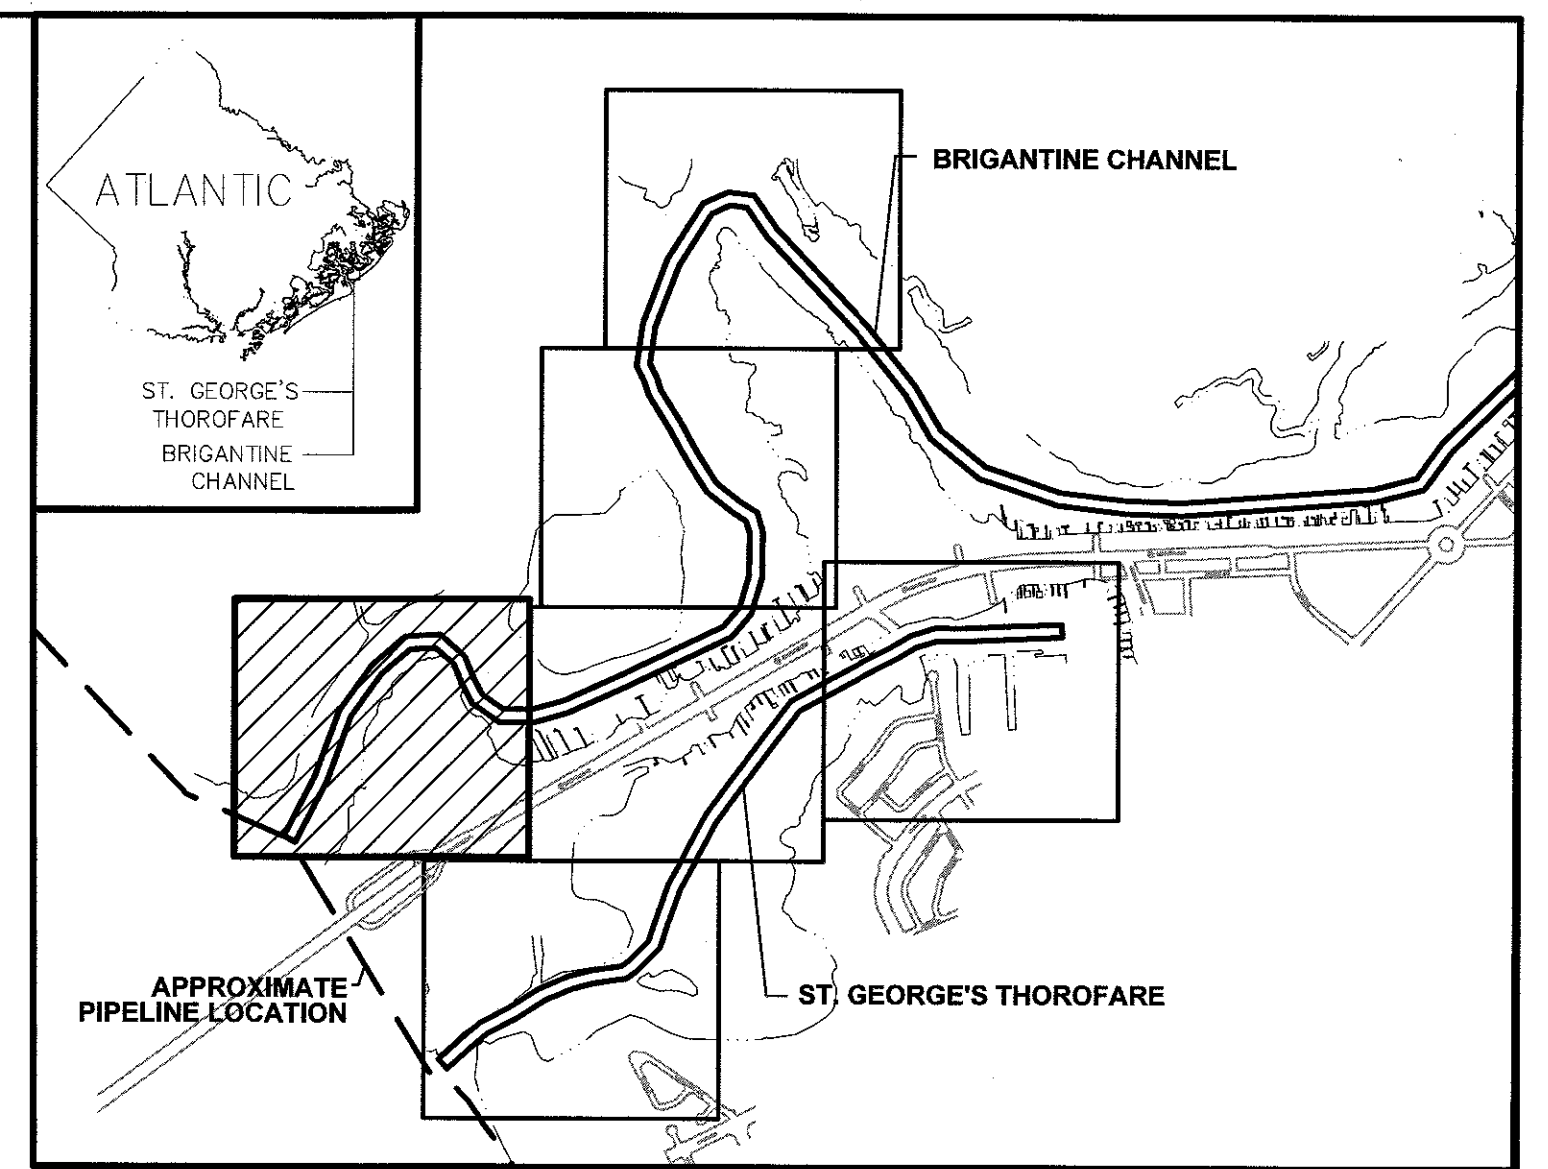 ATLANTIC
ST. GEORGE'S
THOROFARE
BRIGANTINE
CHANNEL
BRIGANTINE CHANNEL
APPROXIMATE
PIPELINE LOCATION
ST. GEORGE'S THOROFARE